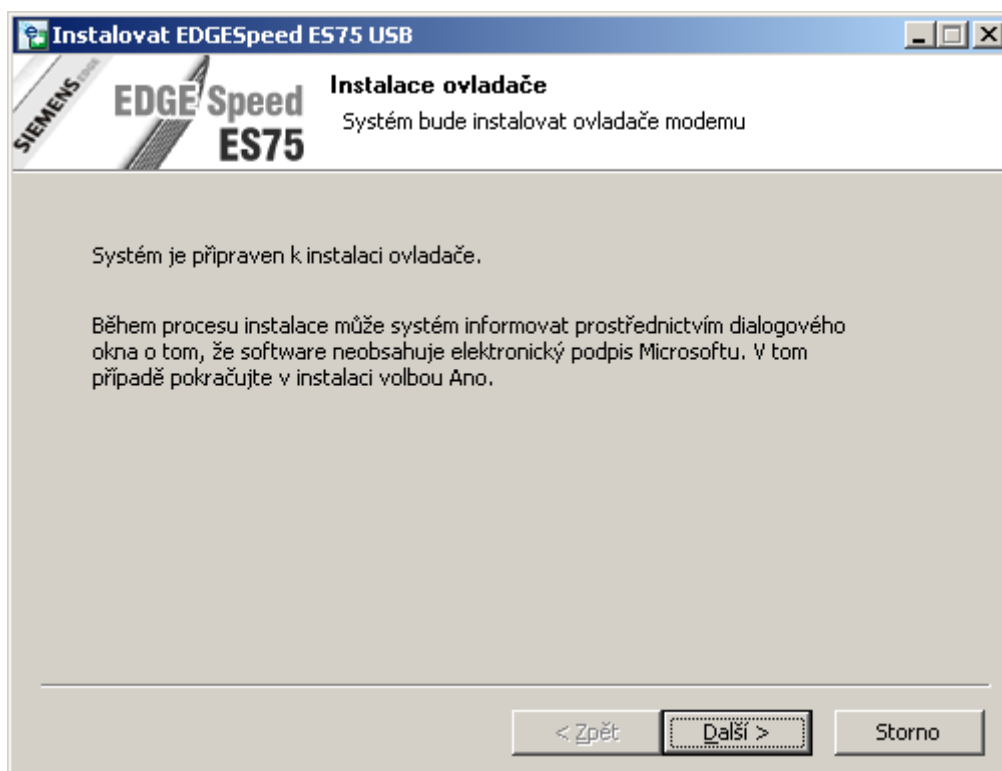 Instalovat EDGESpeed ES75 USB
SIEMENS EDGE
EDGE Speed
ES75
Instalace ovladače
Systém bude instalovat ovladače modemu
Systém je připraven k instalaci ovladače.
Během procesu instalace může systém informovat prostřednictvím dialogového
okna o tom, že software neobsahuje elektronický podpis Microsoftu. V tom
případě pokračujte v instalaci volbou Ano.
< Zpět
Další >
Storno